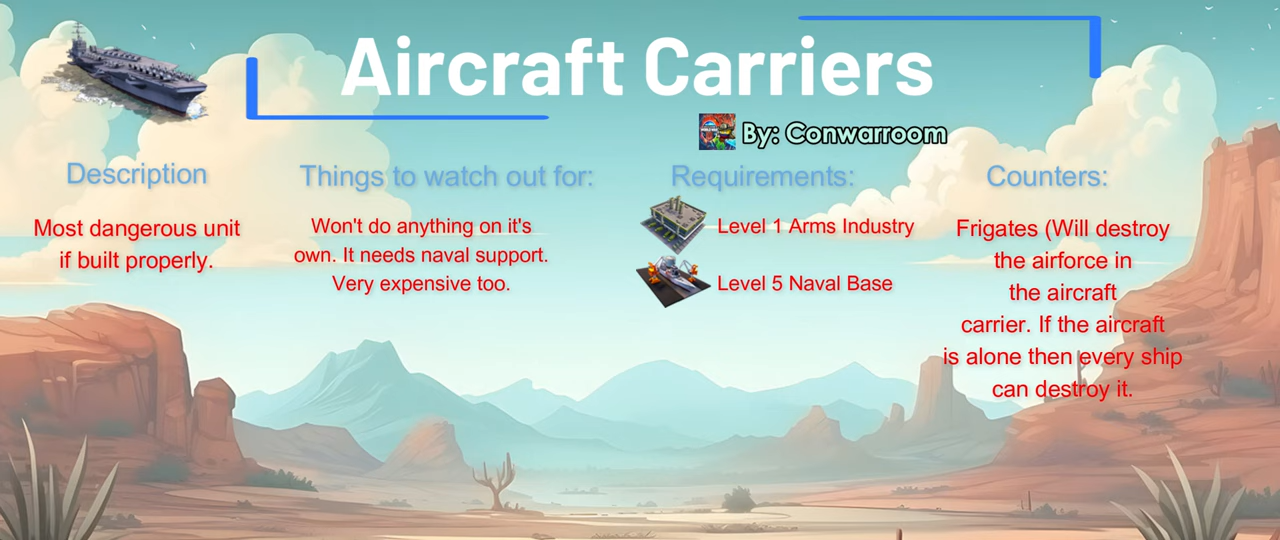 Aircraft Carriers
By: Conwarroom
Description
Most dangerous unit
if built properly.
Things to watch out for:
Won't do anything on it's
own. It needs naval support.
Very expensive too.
Requirements:
Level 1 Arms Industry
Level 5 Naval Base
Counters:
Frigates (Will destroy
the airforce in
the aircraft
carrier. If the aircraft
is alone then every ship
can destroy it.